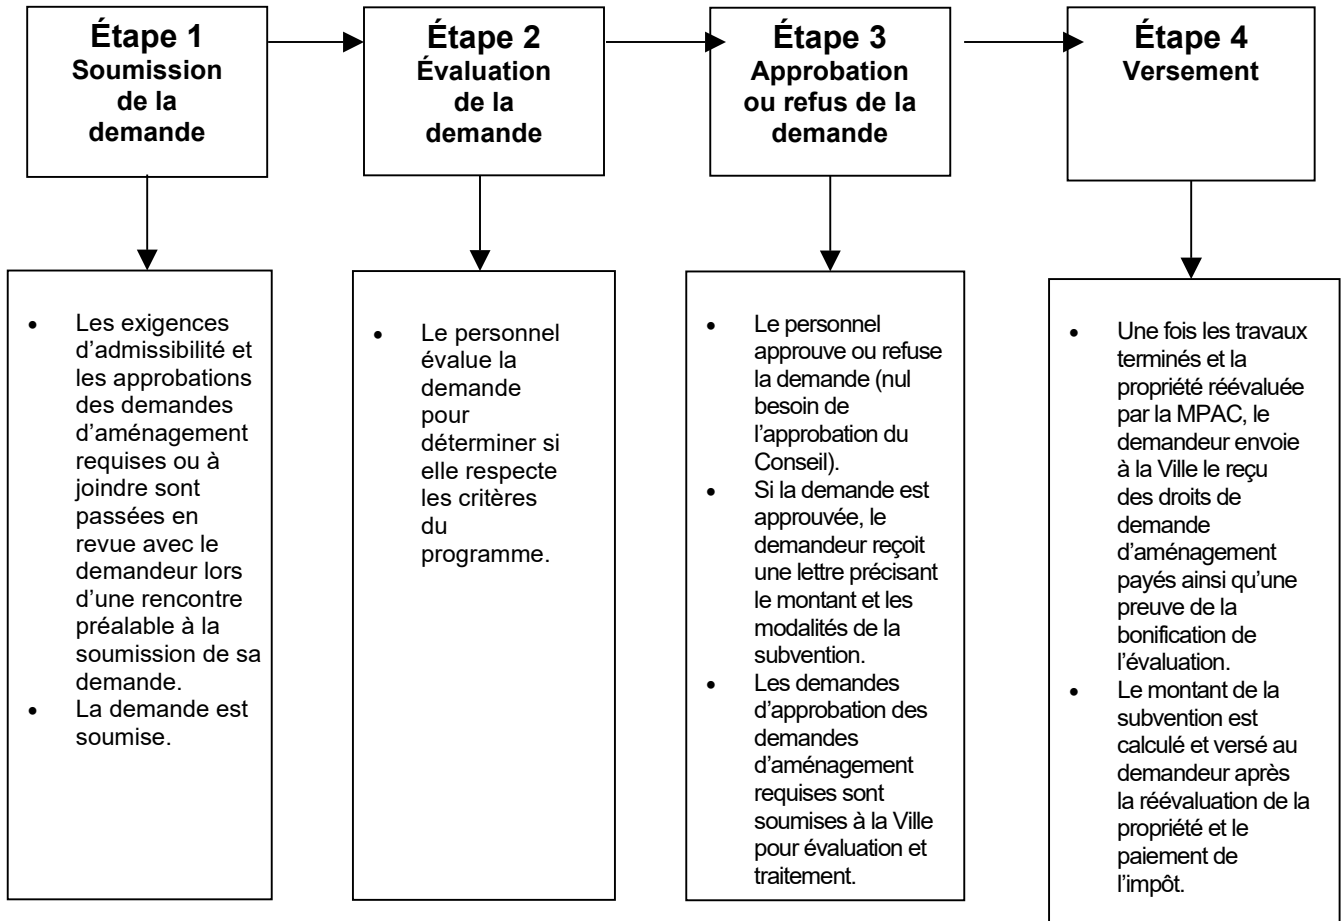 Étape 1
Soumission
de la
demande
Étape 2
Évaluation
de la
demande
Étape 3
Approbation
ou refus de la
demande
Étape 4
Versement
• Les exigences
d’admissibilité et
les approbations
des demandes
d’aménagement
requises ou à
joindre sont
passées en
revue avec le
demandeur lors
d’une rencontre
préalable à la
soumission de sa
demande.
• La demande est
soumise.
• Le personnel
évalue la
demande
pour
déterminer si
elle respecte
les critères
du
programme.
• Le personnel
approuve ou refuse
la demande (nul
besoin de
l’approbation du
Conseil).
• Si la demande est
approuvée, le
demandeur reçoit
une lettre précisant
le montant et les
modalités de la
subvention.
• Les demandes
d’approbation des
demandes
d’aménagement
requises sont
soumises à la Ville
pour évaluation et
traitement.
• Une fois les travaux
terminés et la
propriété réévaluée
par la MPAC, le
demandeur envoie
à la Ville le reçu
des droits de
demande
d’aménagement
payés ainsi qu’une
preuve de la
bonification de
l’évaluation.
• Le montant de la
subvention est
calculé et versé au
demandeur après
la réévaluation de la
propriété et le
paiement de
l’impôt.